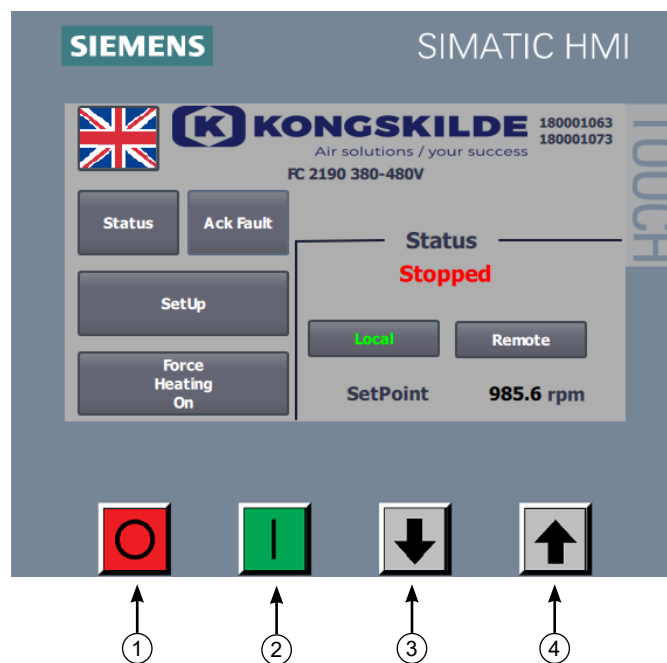 SIEMENS
SIMATIC HMI
TOUCH
K KONGSKILDE
Air solutions / your success
180001063
180001073
FC 2190 380-480V
Status
Ack Fault
SetUp
Force
Heating
On
Status
Stopped
Local
Remote
SetPoint 985.6 rpm
1
2
3
4